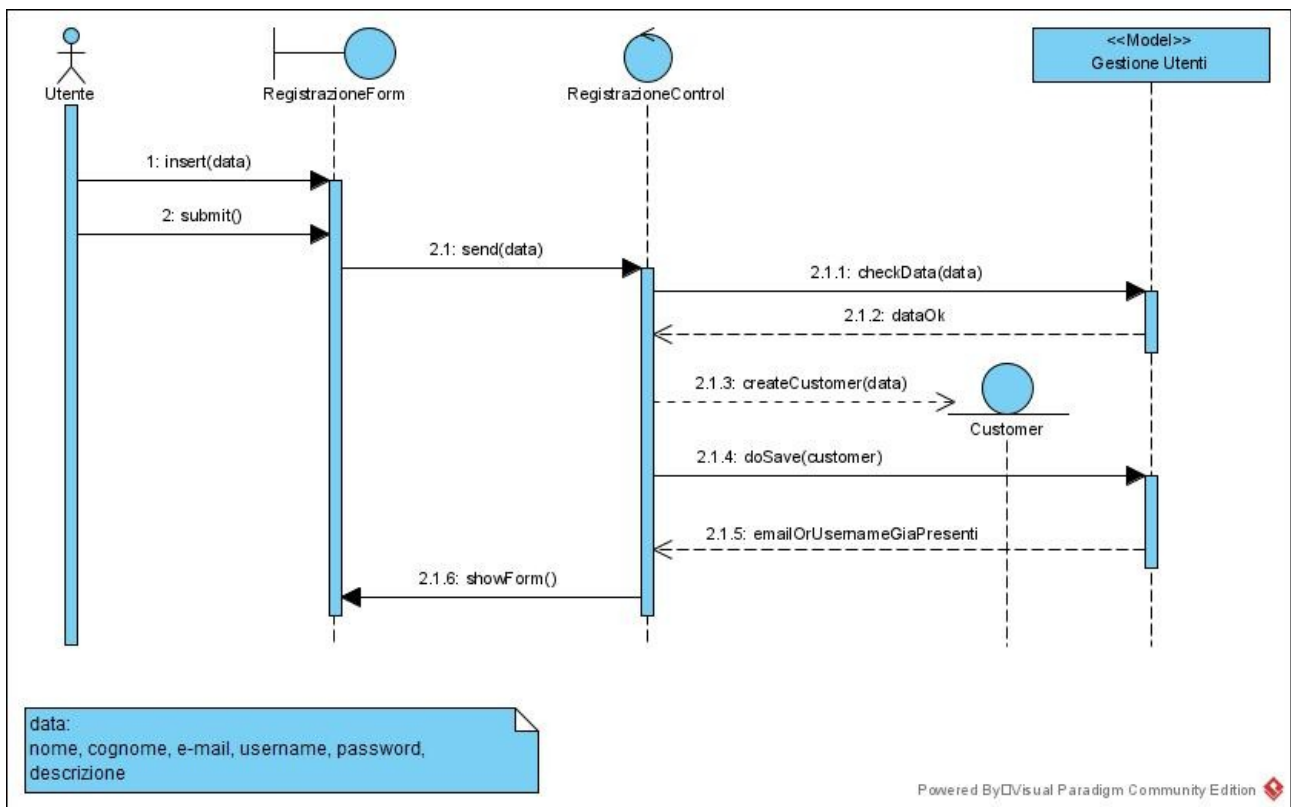 <<Model>>
Gestione Utenti
Utente
RegistrazioneForm
RegistrazioneControl
1: insert(data)
2: submit()
2.1: send(data)
2.1.1: checkData(data)
2.1.2: dataOk
2.1.3: createCustomer(data)
Customer
2.1.4: doSave(customer)
2.1.5: emailOrUsernameGiaPresenti
2.1.6: showForm()
data:
nome, cognome, e-mail, username, password,
descrizione
Powered By□Visual Paradigm Community Edition